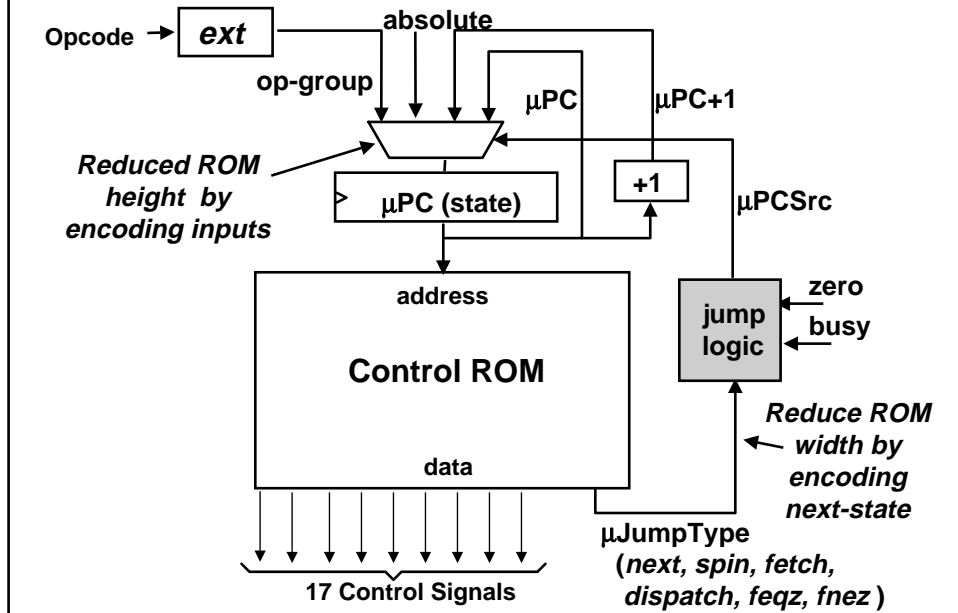 absolute
Opcode
ext
op-group
μPC
μPC+1
Reduced ROM
height by
encoding inputs
μPC (state)
+1
μPCSrc
address
zero
jump
logic
busy
Control ROM
Reduce ROM
width by
encoding
next-state
data
μJumpType
(next, spin, fetch,
dispatch, feqz, fnez )
17 Control Signals